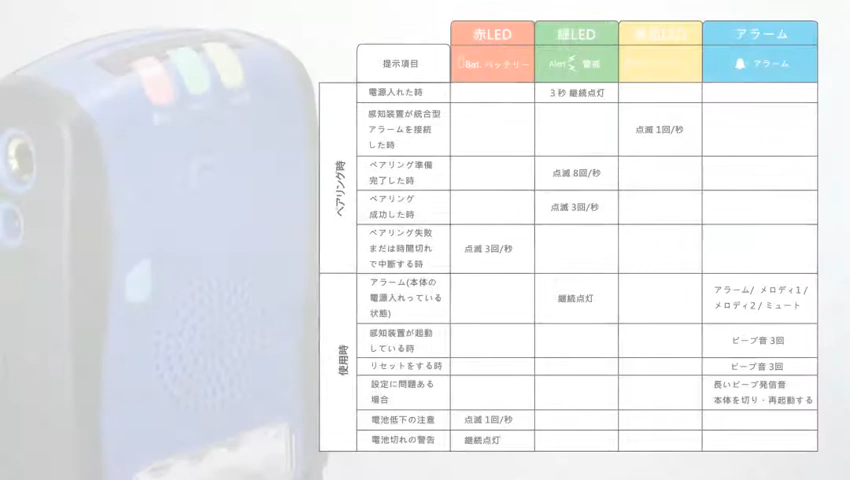 赤LED 緑LED アラーム
提示項目 Bat. バッテリー Alert 警報 アラーム
ペアリング時
電源入れた時 3秒 継続点灯
感知装置が統合型
アラームを接続 点滅 1回/秒
した時
ペアリング準備
完了した時 点滅 8回/秒
ペアリング
成功した時 点滅 3回/秒
ペアリング失敗
まだは時間切れ 点滅 3回/秒
で中断する時
使用時
アラーム(本体の
電源入れっている
状態) 継続点灯 アラーム/ メロディ1 /
メロディ2 / ミュート
感知装置が起動
している時 ビープ音 3回
リセットをする時 ビープ音 3回
設定に問題ある
場合 長いビープ発信音
本体を切り・再起動する
電池低下の注意 点滅 1回/秒
電池切れの警告 継続点灯